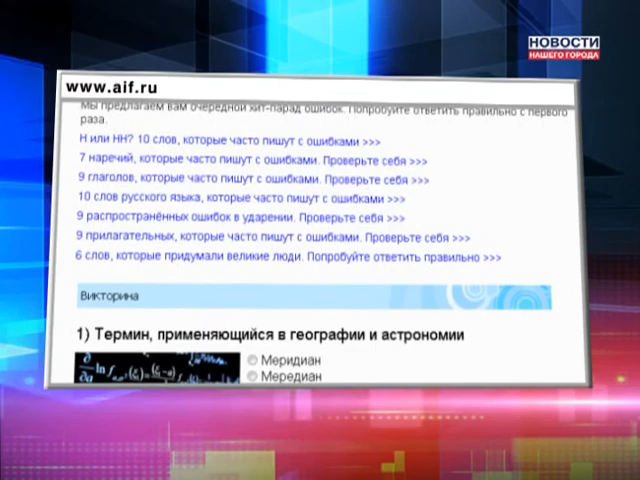 НОВОСТИ
НАШЕГО ГОРОДА
www.aif.ru
Мы предлагаем вам очередной хит-парад ошибок. Попробуйте ответить правильно с первого
раза.
Н или НН? 10 слов, которые часто пишут с ошибками >>>
7 наречий, которые часто пишут с ошибками. Проверьте себя >>>
9 глаголов, которые часто пишут с ошибками. Проверьте себя >>>
10 слов русского языка, которые часто пишут с ошибками >>>
9 распространённых ошибок в ударении. Проверьте себя >>>
9 прилагательных, которые часто пишут с ошибками. Проверьте себя >>>
6 слов, которые придумали великие люди. Попробуйте ответить правильно >>>
Викторина
1) Термин, применяющийся в географии и астрономии
Меридиан
Мередиан